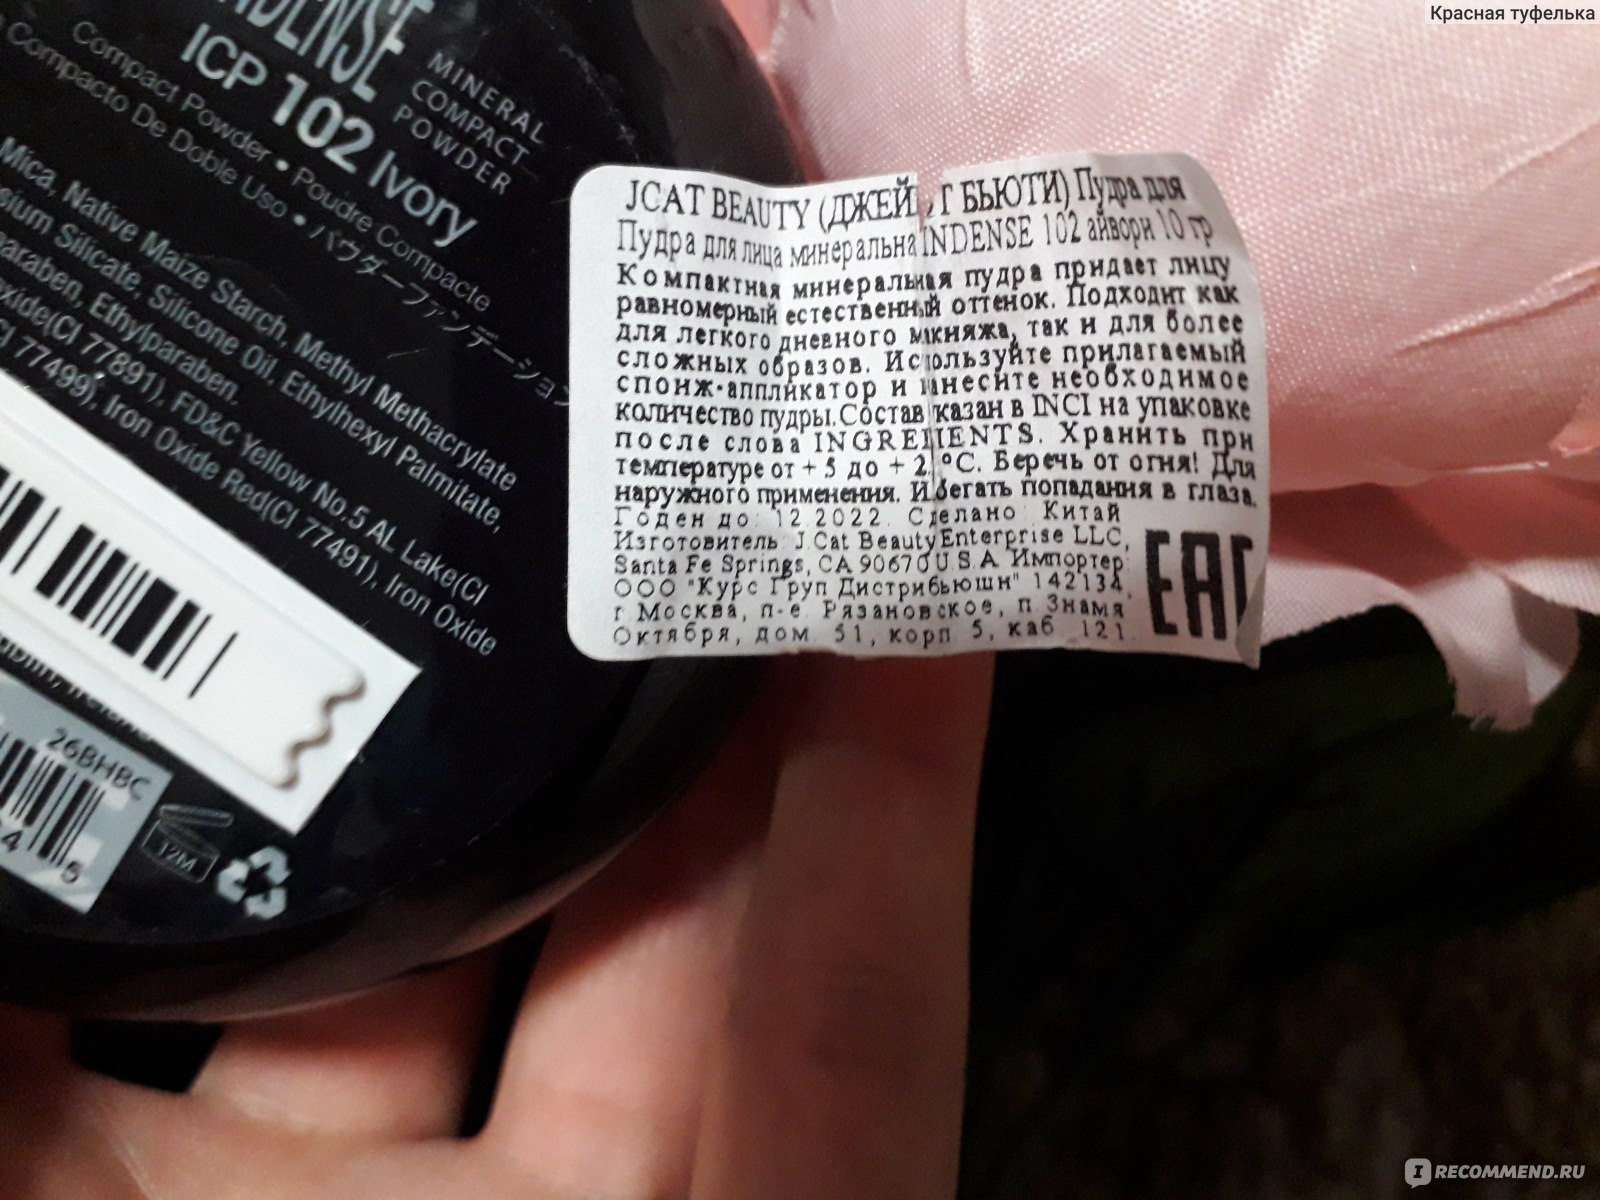 Красная туфелька
INDENSE
MINERAL
COMPACT
POWDER
ICP 102 Ivory
Compact Powder • Poudre Compacte
Compacto De Doble Uso • パウダーファンデーション
Mica, Native Maize Starch, Methyl Methacrylate
Silicate, Silicone Oil, Ethylhexyl Palmitate,
Ethylparaben.
(CI 77891), FD&C Yellow No.5 AL Lake(CI
77499), Iron Oxide Red(CI 77491), Iron Oxide
26BHBC
4 5
12M
JCAT BEAUTY (ДЖЕЙ Т БЬЮТИ) Пудра для
Пудра для лица минеральна INDENSE 102 айвори 10 гр
Компактная минеральная пудра придает лицу
равномерный естественный оттенок. Подходит как
для легкого дневного макияжа, так и для более
сложных образов. Используйте прилагаемый
спонж-аппликатор и нанесите необходимое
количество пудры. Состав указан в INCI на упаковке
после слова INGREDIENTS. Хранить при
температуре от +5 до +2 °C. Беречь от огня! Для
наружного применения. Избегать попадания в глаза.
Годен до: 12.2022. Сделано: Китай
Изготовитель: J.Cat Beauty Enterprise LLC,
Santa Fe Springs, CA 90670 U.S.A. Импортер:
ООО "Курс Груп Дистрибьюшн" 142134,
г Москва, п-е. Рязановское, п. Знамя
Октября, дом. 51, корп. 5, каб. 121.
EAC
RECOMMEND.RU